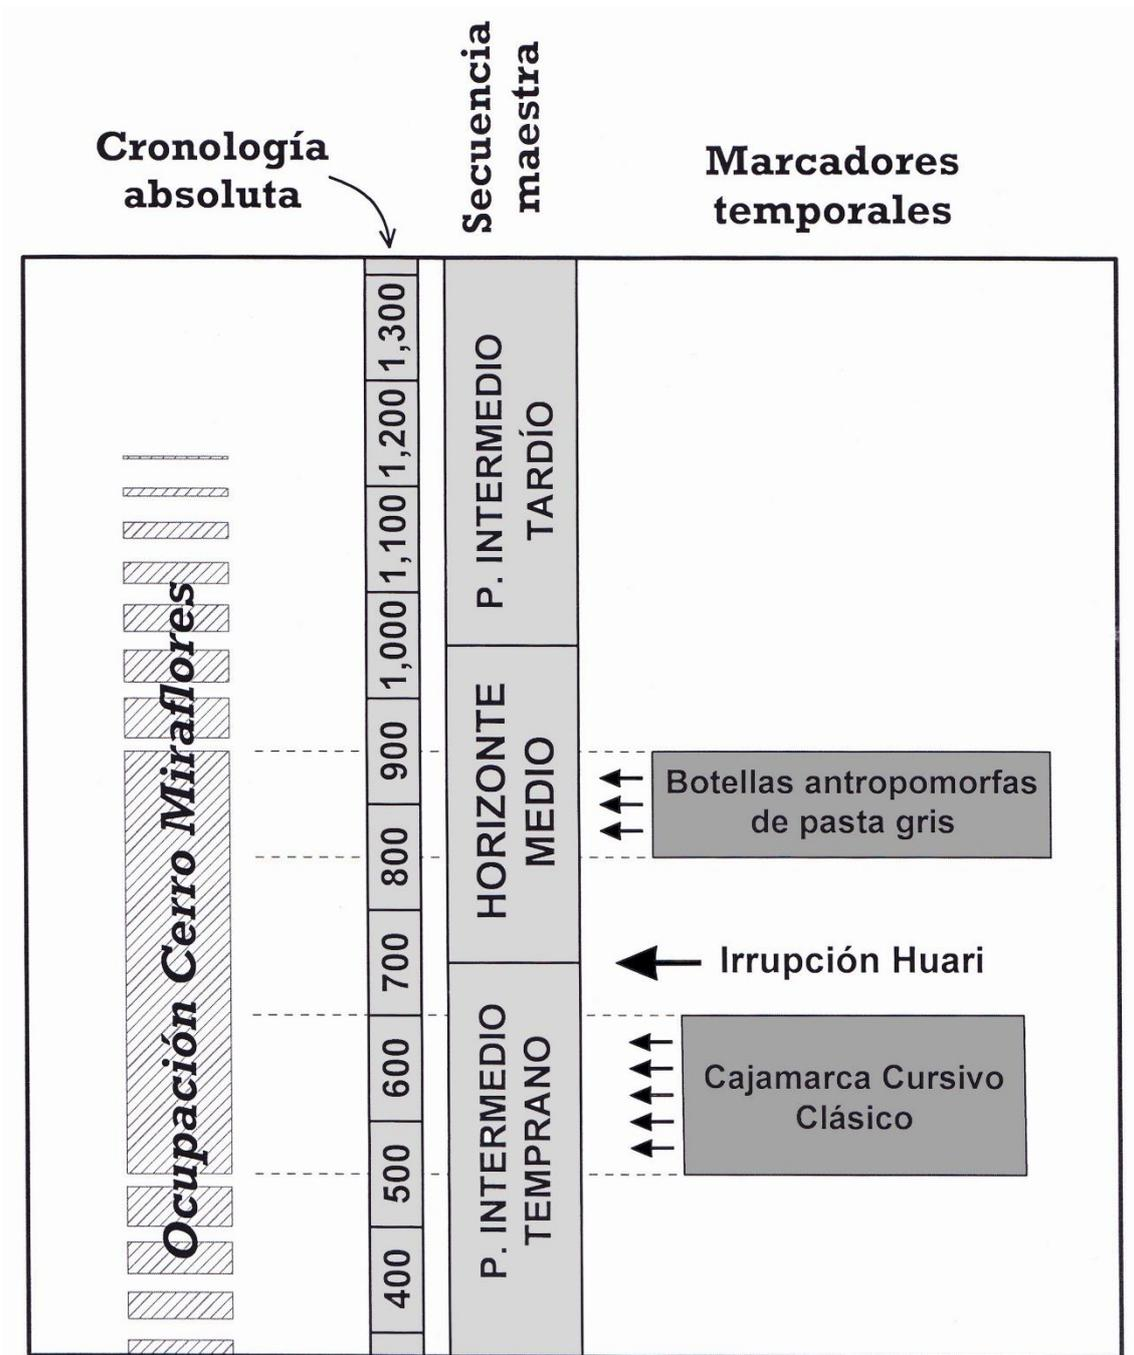 Cronología
absoluta
Secuencia
maestra
Marcadores
temporales
1,300
1,200
1,100
1,000
900
800
700
600
500
400
P. INTERMEDIO
TARDÍO
HORIZONTE
MEDIO
P. INTERMEDIO
TEMPRANO
Ocupación Cerro Miraflores
Botellas antropomorfas
de pasta gris
Irrupción Huari
Cajamarca Cursivo
Clásico